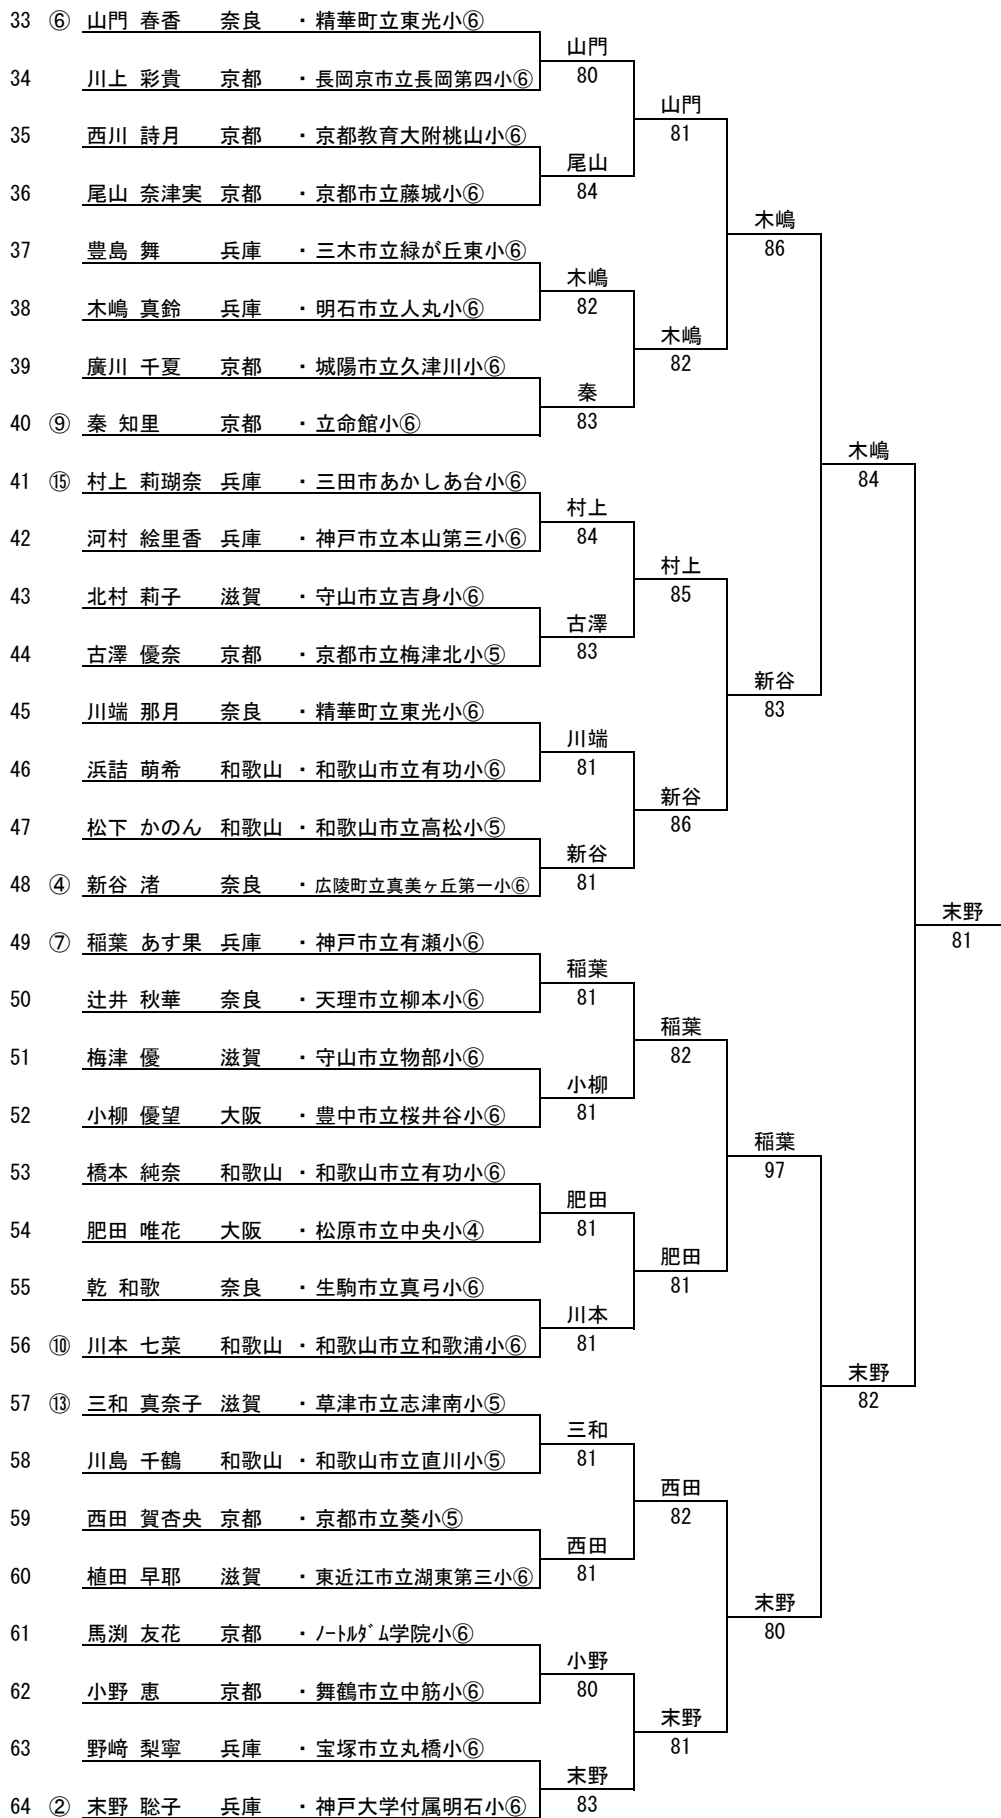 33 ⑥ 山門 春香 奈良 ・ 精華町立東光小⑥
山門
80
34 川上 彩貴 京都 ・ 長岡京市立長岡第四小⑥
山門
81
35 西川 詩月 京都 ・ 京都教育大附桃山小⑥
尾山
84
36 尾山 奈津実 京都 ・ 京都市立藤城小⑥
木嶋
86
37 豊島 舞 兵庫 ・ 三木市立緑が丘東小⑥
木嶋
82
38 木嶋 真鈴 兵庫 ・ 明石市立人丸小⑥
木嶋
82
39 廣川 千夏 京都 ・ 城陽市立久津川小⑥
秦
83
40 ⑨ 秦 知里 京都 ・ 立命館小⑥
木嶋
84
41 ⑮ 村上 莉瑚奈 兵庫 ・ 三田市あかしあ台小⑥
村上
84
42 河村 絵里香 兵庫 ・ 神戸市立本山第三小⑥
村上
85
43 北村 莉子 滋賀 ・ 守山市立吉身小⑥
古澤
83
44 古澤 優奈 京都 ・ 京都市立梅津北小⑤
新谷
83
45 川端 那月 奈良 ・ 精華町立東光小⑥
川端
81
46 浜詰 萌希 和歌山 ・ 和歌山市立有功小⑥
新谷
86
47 松下 かのん 和歌山 ・ 和歌山市立高松小⑤
新谷
81
48 ④ 新谷 渚 奈良 ・ 広陵町立真美ヶ丘第一小⑥
末野
81
49 ⑦ 稲葉 あす果 兵庫 ・ 神戸市立有瀬小⑥
稲葉
81
50 辻井 秋華 奈良 ・ 天理市立柳本小⑥
稲葉
82
51 梅津 優 滋賀 ・ 守山市立物部小⑥
小柳
81
52 小柳 優望 大阪 ・ 豊中市立桜井谷小⑥
稲葉
97
53 橋本 純奈 和歌山 ・ 和歌山市立有功小⑥
肥田
81
54 肥田 唯花 大阪 ・ 松原市立中央小④
肥田
81
55 乾 和歌 奈良 ・ 生駒市立真弓小⑥
川本
81
56 ⑩ 川本 七菜 和歌山 ・ 和歌山市立和歌浦小⑥
末野
82
57 ⑬ 三和 真奈子 滋賀 ・ 草津市立志津南小⑤
三和
81
58 川島 千鶴 和歌山 ・ 和歌山市立直川小⑤
西田
82
59 西田 賀杏央 京都 ・ 京都市立葵小⑤
西田
81
60 植田 早耶 滋賀 ・ 東近江市立湖東第三小⑥
末野
80
61 馬渕 友花 京都 ・ ﾉｰﾄﾙﾀﾞﾑ学院小⑥
小野
80
62 小野 恵 京都 ・ 舞鶴市立中筋小⑥
末野
81
63 野﨑 梨寧 兵庫 ・ 宝塚市立丸橋小⑥
末野
83
64 ② 末野 聡子 兵庫 ・ 神戸大学付属明石小⑥